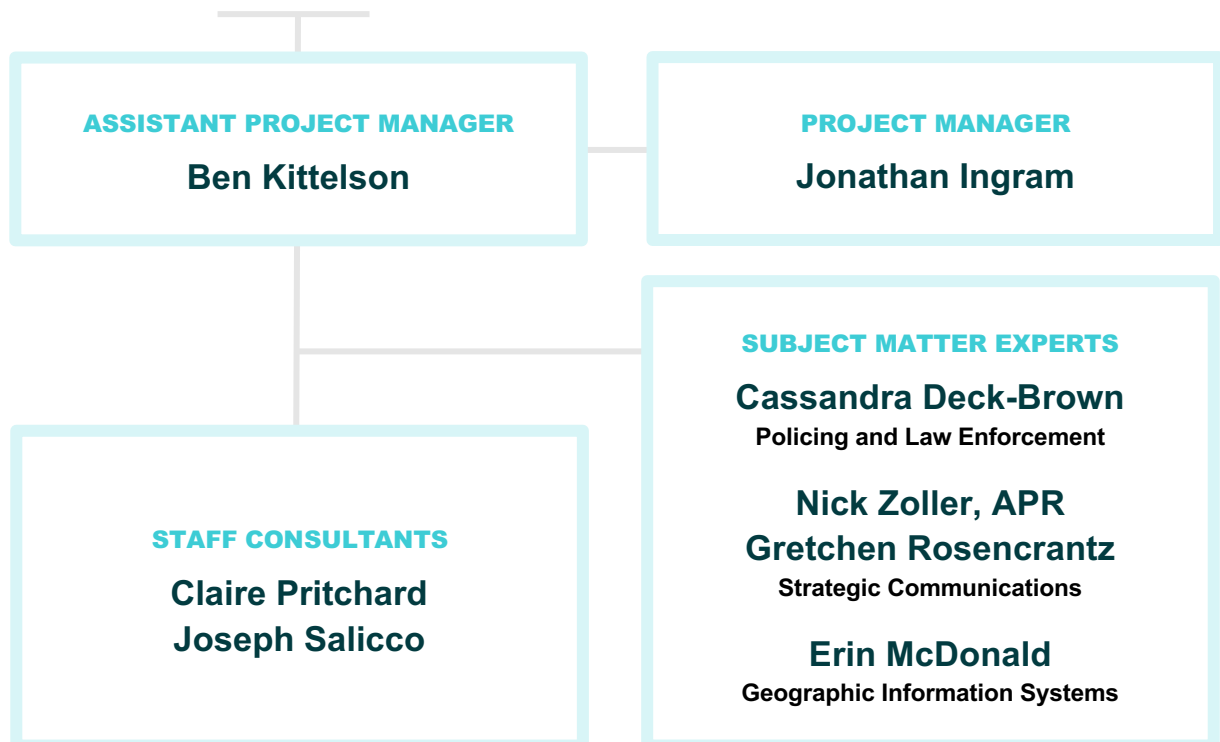 ASSISTANT PROJECT MANAGER
Ben Kittelson
PROJECT MANAGER
Jonathan Ingram
SUBJECT MATTER EXPERTS
Cassandra Deck-Brown
Policing and Law Enforcement
Nick Zoller, APR
Gretchen Rosencrantz
Strategic Communications
Erin McDonald
Geographic Information Systems
STAFF CONSULTANTS
Claire Pritchard
Joseph Salicco